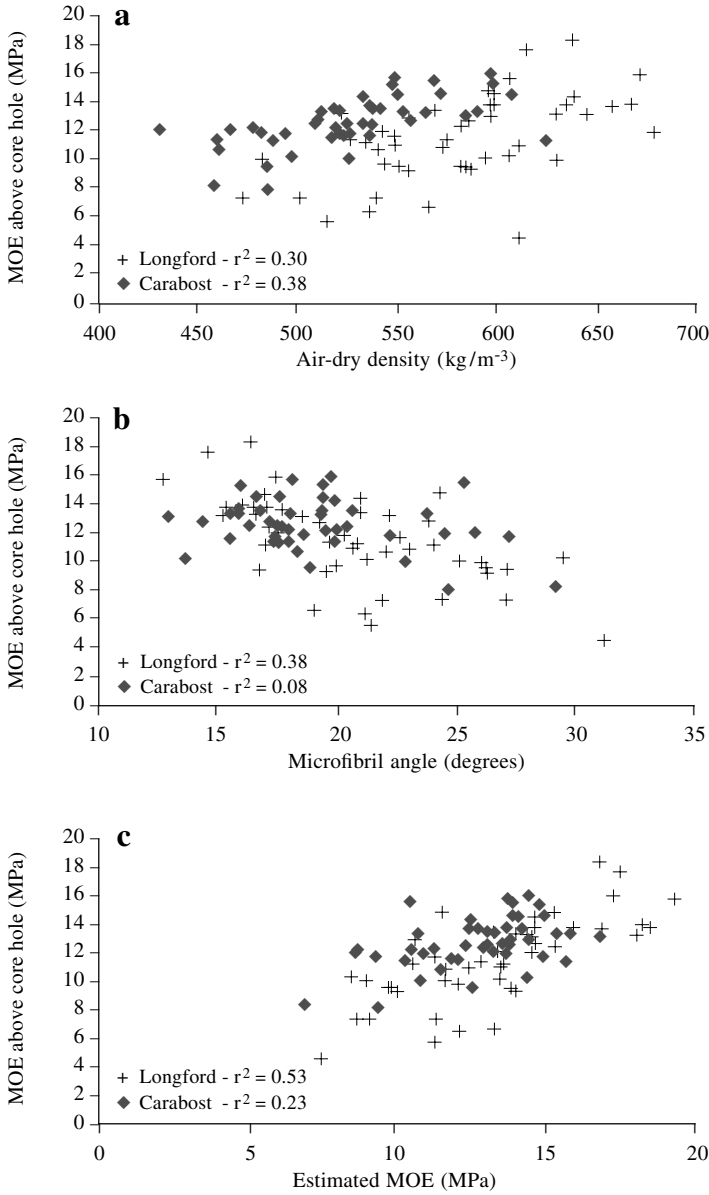 a
MOE above core hole (MPa)
20
18
16
14
12
10
8
6
4
2
0
+ Longford - r² = 0.30
◆ Carabost - r² = 0.38
400 450 500 550 600 650 700
Air-dry density (kg/m⁻³)
b
MOE above core hole (MPa)
20
18
16
14
12
10
8
6
4
2
0
+ Longford - r² = 0.38
◆ Carabost - r² = 0.08
10 15 20 25 30 35
Microfibril angle (degrees)
c
MOE above core hole (MPa)
20
18
16
14
12
10
8
6
4
2
0
+ Longford - r² = 0.53
◆ Carabost - r² = 0.23
0 5 10 15 20
Estimated MOE (MPa)